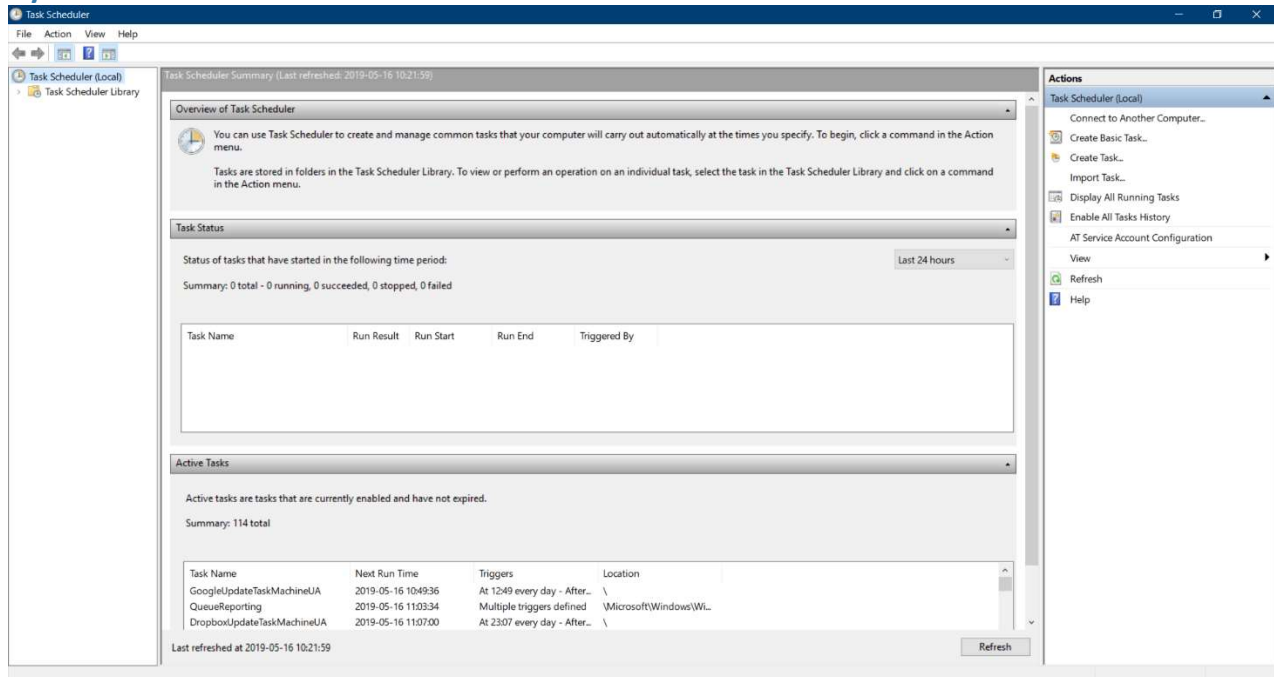 Task Scheduler
File Action View Help
Task Scheduler (Local)
Task Scheduler Library
Task Scheduler Summary (Last refreshed: 2019-05-16 10:21:59)
Overview of Task Scheduler
You can use Task Scheduler to create and manage common tasks that your computer will carry out automatically at the times you specify. To begin, click a command in the Action
menu.
Tasks are stored in folders in the Task Scheduler Library. To view or perform an operation on an individual task, select the task in the Task Scheduler Library and click on a command
in the Action menu.
Task Status
Status of tasks that have started in the following time period:
Last 24 hours
Summary: 0 total - 0 running, 0 succeeded, 0 stopped, 0 failed
Task Name Run Result Run Start Run End Triggered By
Active Tasks
Active tasks are tasks that are currently enabled and have not expired.
Summary: 114 total
Task Name Next Run Time Triggers Location
GoogleUpdateTaskMachineUA 2019-05-16 10:49:36 At 12:49 every day - After... \
QueueReporting 2019-05-16 11:03:34 Multiple triggers defined \Microsoft\Windows\Wi...
DropboxUpdateTaskMachineUA 2019-05-16 11:07:00 At 23:07 every day - After... \
Last refreshed at 2019-05-16 10:21:59
Refresh
Actions
Task Scheduler (Local)
Connect to Another Computer...
Create Basic Task...
Create Task...
Import Task...
Display All Running Tasks
Enable All Tasks History
AT Service Account Configuration
View
Refresh
Help